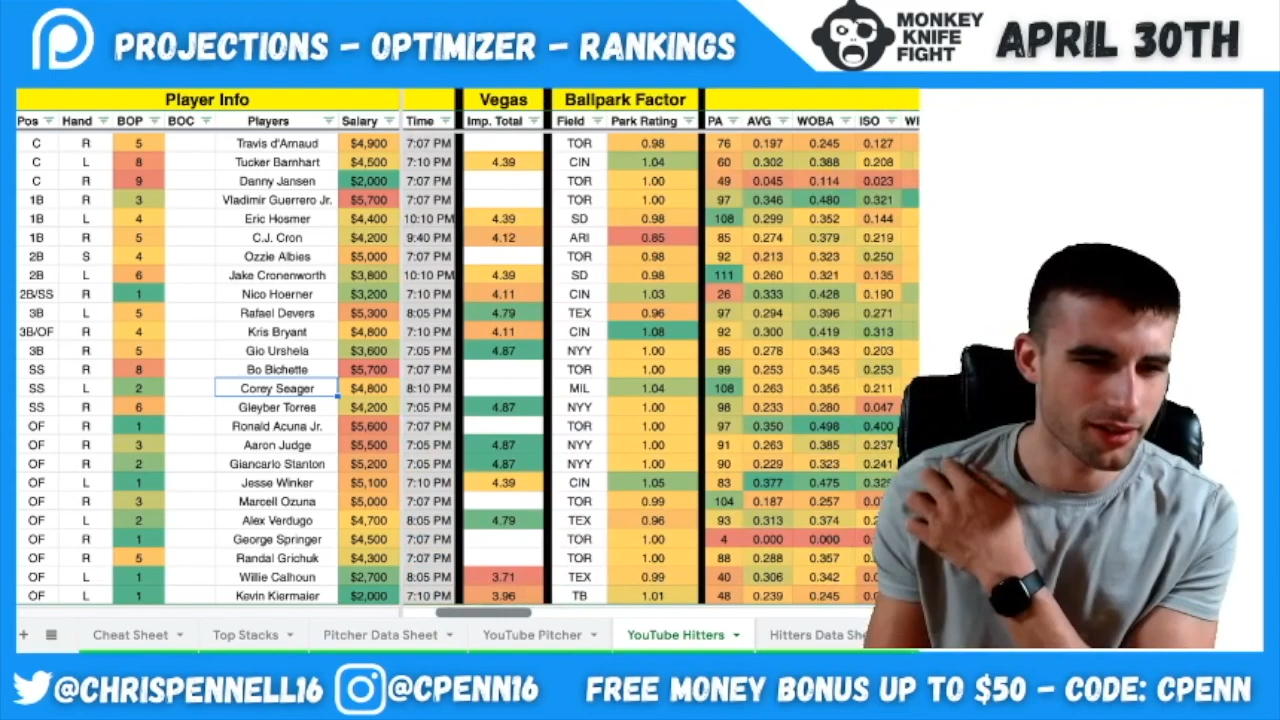 PROJECTIONS - OPTIMIZER - RANKINGS
MONKEY
KNIFE
FIGHT
APRIL 30TH
Player Info Vegas Ballpark Factor
Pos Hand BOP BOC Players Salary Time Imp. Total Field Park Rating PA AVG WOBA ISO
C R 5 Travis d'Arnaud $4,900 7:07 PM TOR 0.98 76 0.197 0.245 0.127
C L 8 Tucker Barnhart $4,500 7:10 PM 4.39 CIN 1.04 60 0.302 0.388 0.208
C R 9 Danny Jansen $2,000 7:07 PM TOR 1.00 49 0.045 0.114 0.023
1B R 3 Vladimir Guerrero Jr. $5,700 7:07 PM TOR 1.00 97 0.346 0.480 0.321
1B L 4 Eric Hosmer $4,400 10:10 PM 4.39 SD 0.98 108 0.299 0.352 0.144
1B R 5 C.J. Cron $4,200 9:40 PM 4.12 ARI 0.85 85 0.274 0.379 0.219
2B S 4 Ozzie Albies $5,000 7:07 PM TOR 0.98 92 0.213 0.323 0.250
2B L 6 Jake Cronenworth $3,800 10:10 PM 4.39 SD 0.98 111 0.260 0.321 0.135
2B/SS R 1 Nico Hoerner $3,200 7:10 PM 4.11 CIN 1.03 26 0.333 0.428 0.190
3B L 5 Rafael Devers $5,300 8:05 PM 4.79 TEX 0.96 97 0.294 0.396 0.271
3B/OF R 4 Kris Bryant $4,800 7:10 PM 4.11 CIN 1.08 92 0.300 0.419 0.313
3B R 5 Gio Urshela $3,600 7:05 PM 4.87 NYY 1.00 85 0.278 0.343 0.203
SS R 8 Bo Bichette $5,700 7:07 PM TOR 1.00 99 0.253 0.345 0.253
SS L 2 Corey Seager $4,800 8:10 PM MIL 1.04 108 0.263 0.356 0.211
SS R 6 Gleyber Torres $4,200 7:05 PM 4.87 NYY 1.00 98 0.233 0.280 0.047
OF R 1 Ronald Acuna Jr. $5,600 7:07 PM TOR 1.00 97 0.350 0.498 0.400
OF R 3 Aaron Judge $5,500 7:05 PM 4.87 NYY 1.00 91 0.263 0.385 0.237
OF R 2 Giancarlo Stanton $5,200 7:05 PM 4.87 NYY 1.00 90 0.229 0.323 0.241
OF L 1 Jesse Winker $5,100 7:10 PM 4.39 CIN 1.05 83 0.377 0.475
OF R 3 Marcell Ozuna $5,000 7:07 PM TOR 0.99 104 0.187 0.257
OF L 2 Alex Verdugo $4,700 8:05 PM 4.79 TEX 0.96 93 0.313 0.374
OF R 1 George Springer $4,500 7:07 PM TOR 1.00 4 0.000 0.000
OF R 5 Randal Grichuk $4,300 7:07 PM TOR 1.00 88 0.288 0.357
OF L 1 Willie Calhoun $2,700 8:05 PM 3.71 TEX 0.99 40 0.306 0.342
OF L 1 Kevin Kiermaier $2,000 7:10 PM 3.96 TB 1.01 48 0.239 0.245
+ Cheat Sheet Top Stacks Pitcher Data Sheet YouTube Pitcher YouTube Hitters Hitters Data She
@CHRISPENNELL16 @CPENN16 FREE MONEY BONUS UP TO $50 - CODE: CPENN